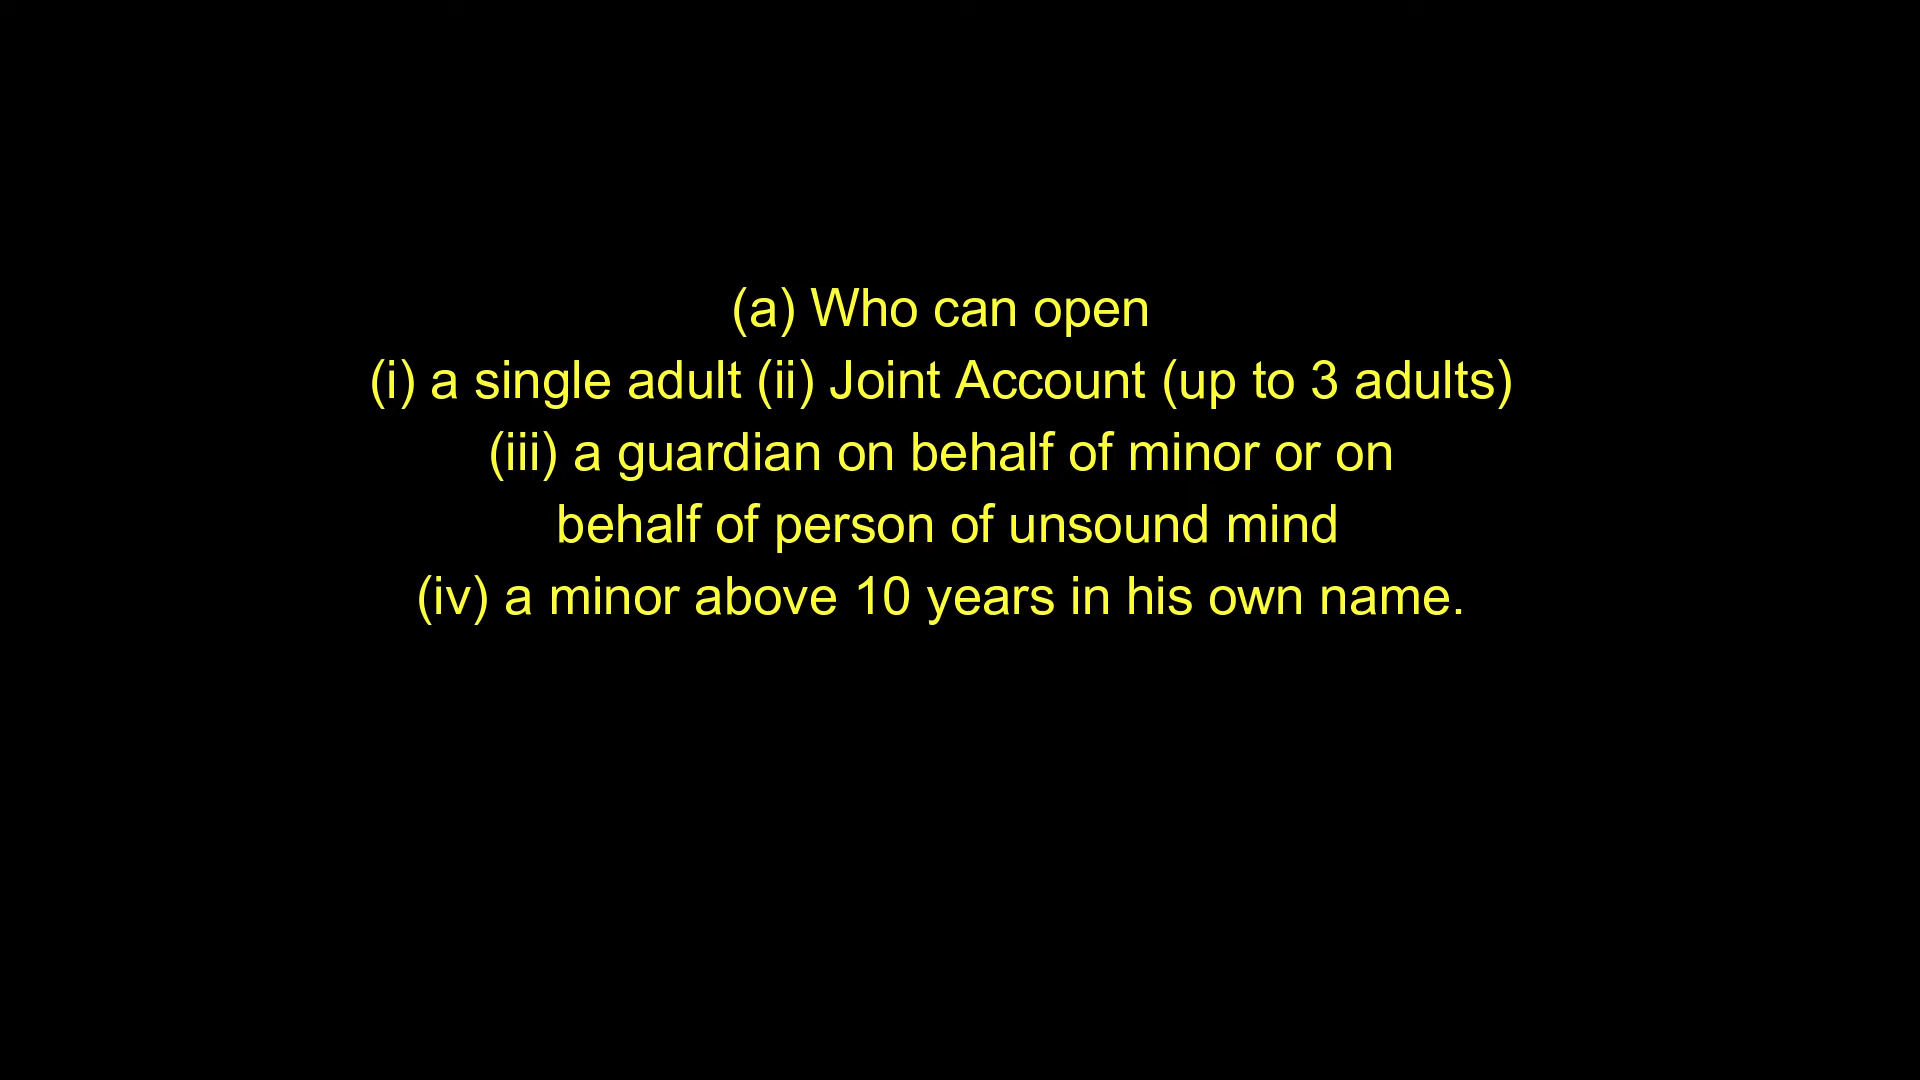 (a) Who can open
(i) a single adult (ii) Joint Account (up to 3 adults)
(iii) a guardian on behalf of minor or on
behalf of person of unsound mind
(iv) a minor above 10 years in his own name.